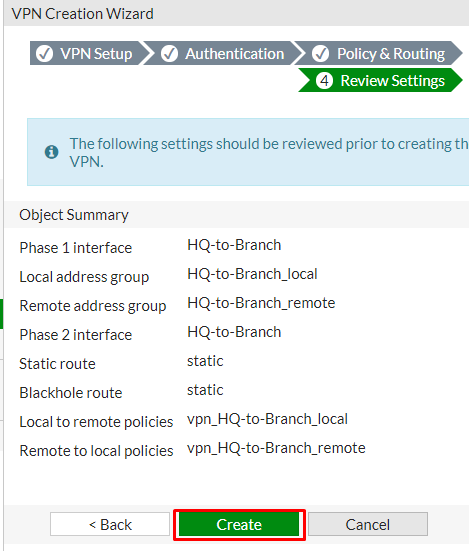 VPN Creation Wizard
VPN Setup
Authentication
Policy & Routing
4 Review Settings
The following settings should be reviewed prior to creating th
VPN.
Object Summary
Phase 1 interface HQ-to-Branch
Local address group HQ-to-Branch_local
Remote address group HQ-to-Branch_remote
Phase 2 interface HQ-to-Branch
Static route static
Blackhole route static
Local to remote policies vpn_HQ-to-Branch_local
Remote to local policies vpn_HQ-to-Branch_remote
< Back Create Cancel